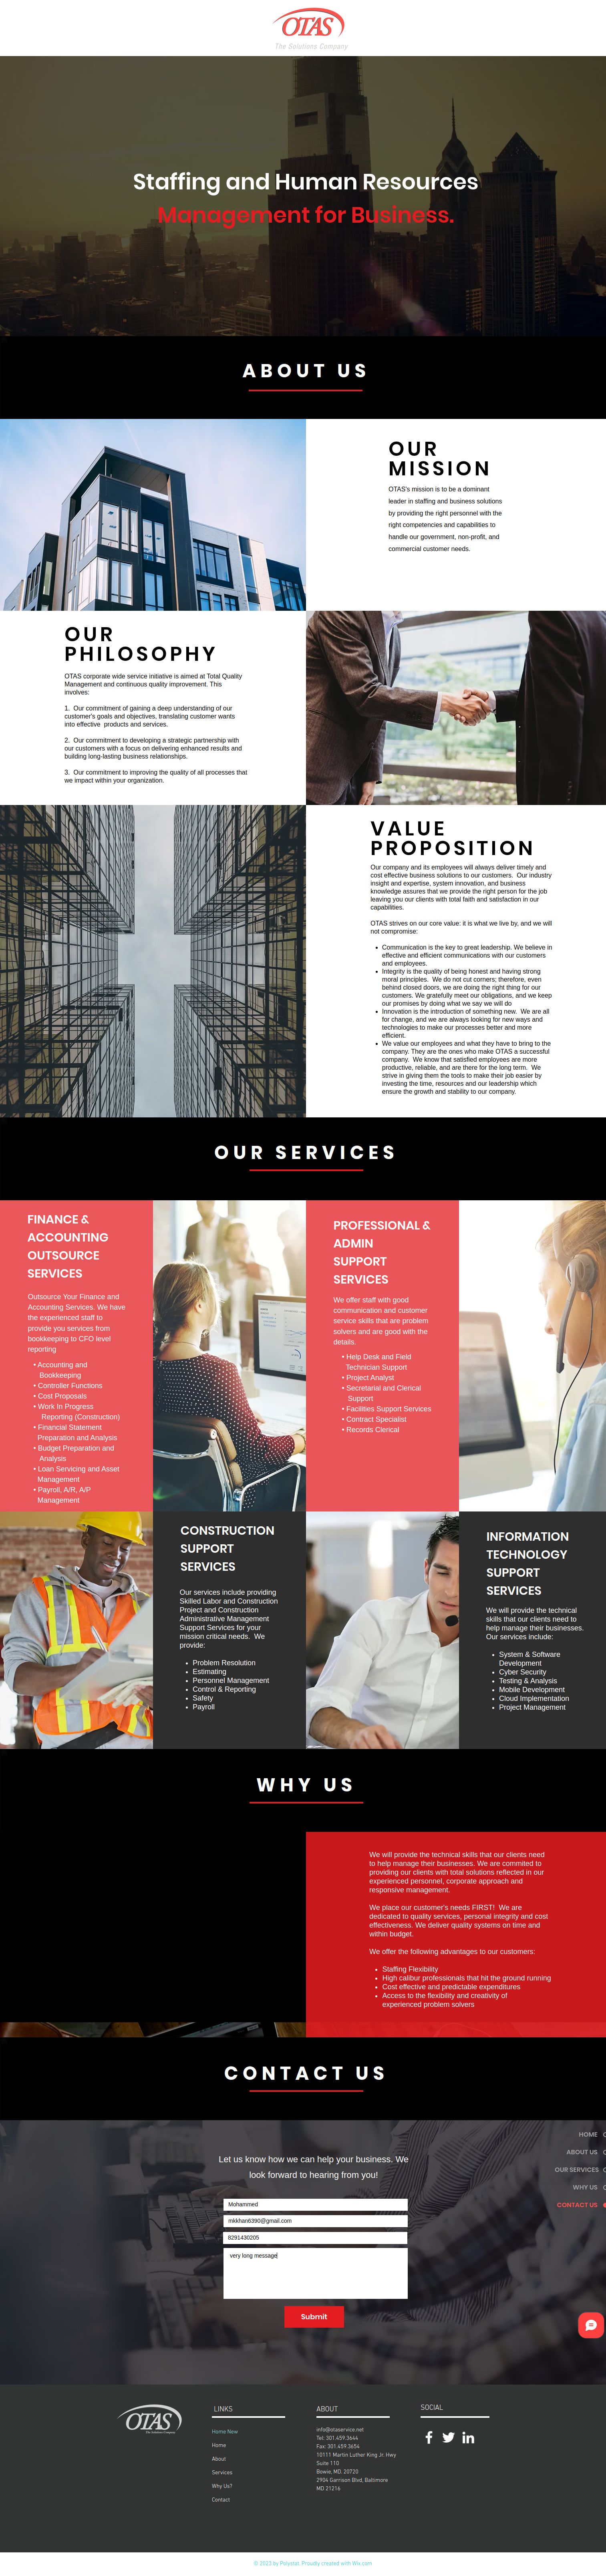 OTAS
The Solutions Company
Staffing and Human Resources
Management for Business.
ABOUT US
OUR
MISSION
OTAS's mission is to be a dominant
leader in staffing and business solutions
by providing the right personnel with the
right competencies and capabilities to
handle our government, non-profit, and
commercial customer needs.
OUR
PHILOSOPHY
OTAS corporate wide service initiative is aimed at Total Quality
Management and continuous quality improvement. This
involves:
1. Our commitment of gaining a deep understanding of our
customer's goals and objectives, translating customer wants
into effective products and services.
2. Our commitment to developing a strategic partnership with
our customers with a focus on delivering enhanced results and
building long-lasting business relationships.
3. Our commitment to improving the quality of all processes that
we impact within your organization.
VALUE
PROPOSITION
Our company and its employees will always deliver timely and
cost effective business solutions to our customers. Our industry
insight and expertise, system innovation, and business
knowledge assures that we provide the right person for the job
leaving you our clients with total faith and satisfaction in our
capabilities.
OTAS strives on our core value: it is what we live by, and we will
not compromise:
• Communication is the key to great leadership. We believe in
effective and efficient communications with our customers
and employees.
• Integrity is the quality of being honest and having strong
moral principles. We do not cut corners; therefore, even
behind closed doors, we are doing the right thing for our
customers. We gratefully meet our obligations, and we keep
our promises by doing what we say we will do
• Innovation is the introduction of something new. We are all
for change, and we are always looking for new ways and
technologies to make our processes better and more
efficient.
• We value our employees and what they have to bring to the
company. They are the ones who make OTAS a successful
company. We know that satisfied employees are more
productive, reliable, and are there for the long term. We
strive in giving them the tools to make their job easier by
investing the time, resources and our leadership which
ensure the growth and stability to our company.
OUR SERVICES
FINANCE &
ACCOUNTING
OUTSOURCE
SERVICES
Outsource Your Finance and
Accounting Services. We have
the experienced staff to
provide you services from
bookkeeping to CFO level
reporting
• Accounting and
Bookkeeping
• Controller Functions
• Cost Proposals
• Work In Progress
Reporting (Construction)
• Financial Statement
Preparation and Analysis
• Budget Preparation and
Analysis
• Loan Servicing and Asset
Management
• Payroll, A/R, A/P
Management
PROFESSIONAL &
ADMIN
SUPPORT
SERVICES
We offer staff with good
communication and customer
service skills that are problem
solvers and are good with the
details.
• Help Desk and Field
Technician Support
• Project Analyst
• Secretarial and Clerical
Support
• Facilities Support Services
• Contract Specialist
• Records Clerical
CONSTRUCTION
SUPPORT
SERVICES
Our services include providing
Skilled Labor and Construction
Project and Construction
Administrative Management
Support Services for your
mission critical needs. We
provide:
• Problem Resolution
• Estimating
• Personnel Management
• Control & Reporting
• Safety
• Payroll
INFORMATION
TECHNOLOGY
SUPPORT
SERVICES
We will provide the technical
skills that our clients need to
help manage their businesses.
Our services include:
• System & Software
Development
• Cyber Security
• Testing & Analysis
• Mobile Development
• Cloud Implementation
• Project Management
WHY US
We will provide the technical skills that our clients need
to help manage their businesses. We are commited to
providing our clients with total solutions reflected in our
experienced personnel, corporate approach and
responsive management.
We place our customer's needs FIRST! We are
dedicated to quality services, personal integrity and cost
effectiveness. We deliver quality systems on time and
within budget.
We offer the following advantages to our customers:
• Staffing Flexibility
• High calibur professionals that hit the ground running
• Cost effective and predictable expenditures
• Access to the flexibility and creativity of
experienced problem solvers
CONTACT US
HOME
ABOUT US
OUR SERVICES
WHY US
CONTACT US
Let us know how we can help your business. We
look forward to hearing from you!
Mohammed
mkkhan6390@gmail.com
8291430205
very long message
Submit
OTAS
The Solutions Company
LINKS
Home New
Home
About
Services
Why Us?
Contact
ABOUT
info@otaservice.net
Tel: 301.459.3644
Fax: 301.459.3654
10111 Martin Luther King Jr. Hwy
Suite 110
Bowie, MD. 20720
2904 Garrison Blvd, Baltimore
MD 21216
SOCIAL
© 2023 by Polystat. Proudly created with Wix.com